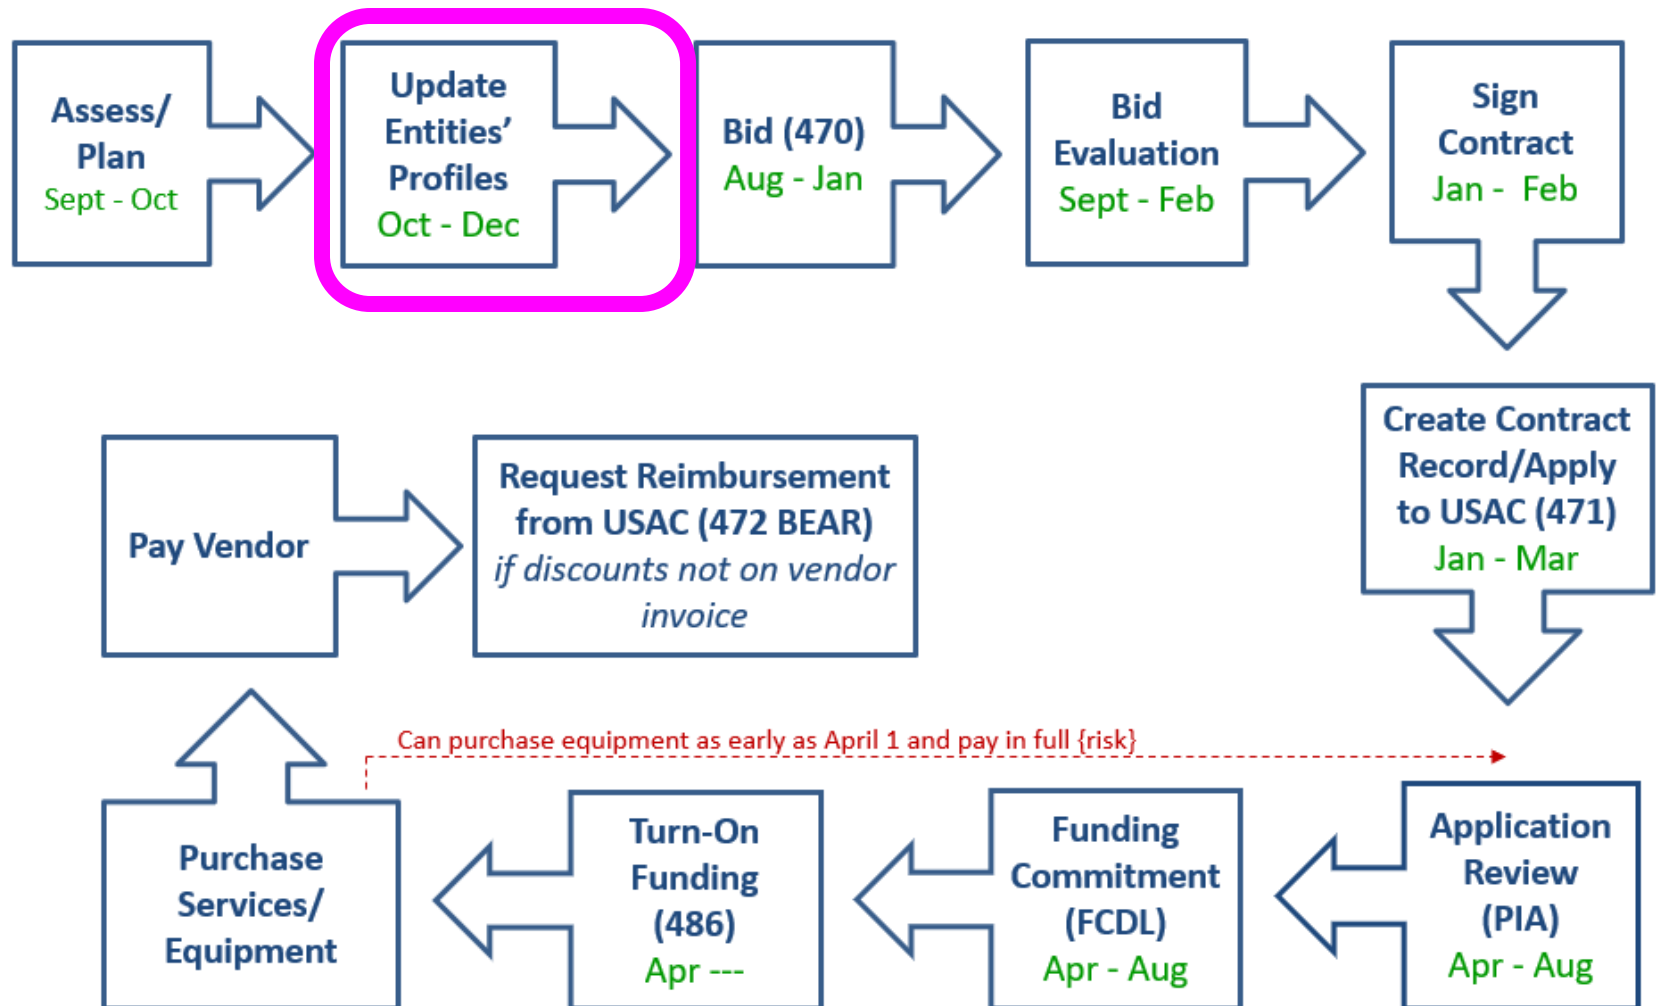 Assess/
Plan
Sept - Oct
Update
Entities’
Profiles
Oct - Dec
Bid (470)
Aug - Jan
Bid
Evaluation
Sept - Feb
Sign
Contract
Jan - Feb
Create Contract
Record/Apply
to USAC (471)
Jan - Mar
Application
Review
(PIA)
Apr - Aug
Funding
Commitment
(FCDL)
Apr - Aug
Turn-On
Funding
(486)
Apr ---
Can purchase equipment as early as April 1 and pay in full {risk}
Purchase
Services/
Equipment
Pay Vendor
Request Reimbursement
from USAC (472 BEAR)
if discounts not on vendor
invoice